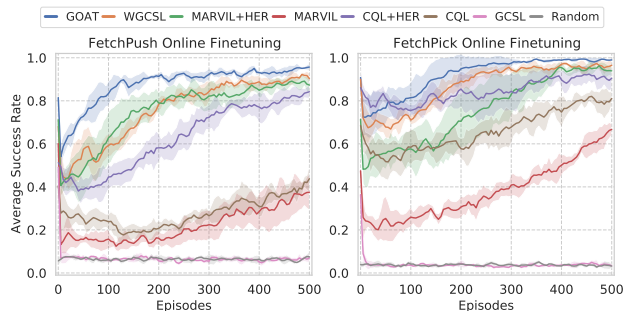 GOAT WGCSL MARVIL+HER MARVIL CQL+HER CQL GCSL Random
FetchPush Online Finetuning
1.0
0.8
0.6
0.4
0.2
0.0
Average Success Rate
0 100 200 300 400 500
Episodes
FetchPick Online Finetuning
1.0
0.8
0.6
0.4
0.2
0.0
0 100 200 300 400 500
Episodes